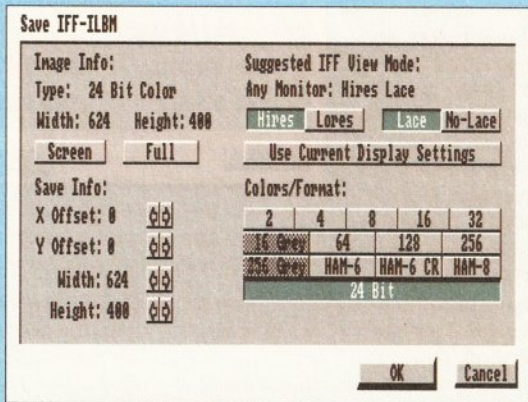 Save IFF-ILBM
Image Info:
Type: 24 Bit Color
Width: 624 Height: 400
Screen Full
Save Info:
X Offset: 0
Y Offset: 0
Width: 624
Height: 400
Suggested IFF View Mode:
Any Monitor: Hires Lace
Hires Lores Lace No-Lace
Use Current Display Settings
Colors/Format:
2 4 8 16 32
16 Grey 64 128 256
256 Grey HAM-6 HAM-6 CR HAM-8
24 Bit
OK Cancel